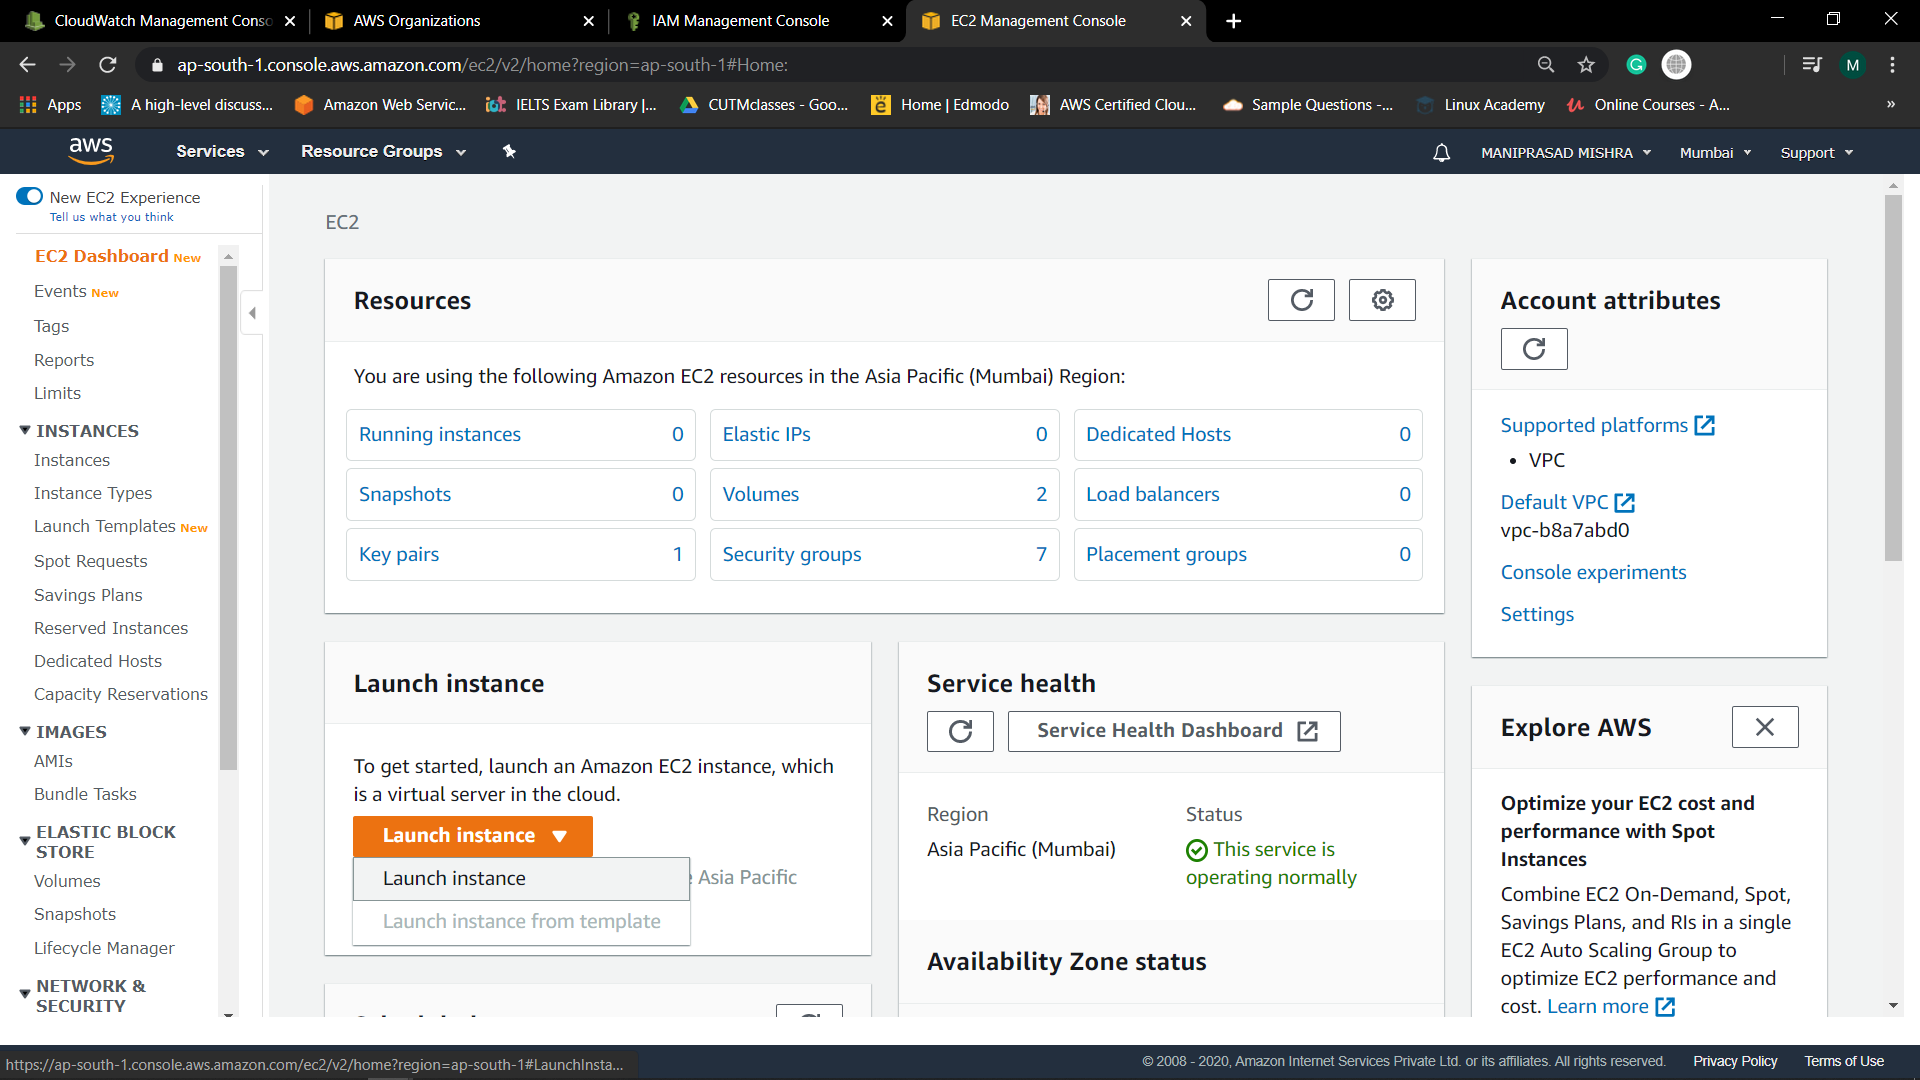 CloudWatch Management Conso
AWS Organizations
IAM Management Console
EC2 Management Console
ap-south-1.console.aws.amazon.com/ec2/v2/home?region=ap-south-1#Home:
M
Apps
A high-level discuss...
Amazon Web Servic...
IELTS Exam Library |...
CUTMclasses - Goo...
Home | Edmodo
AWS Certified Clou...
Sample Questions -...
Linux Academy
Online Courses - A...
»
aws
Services
Resource Groups
MANIPRASAD MISHRA
Mumbai
Support
New EC2 Experience
Tell us what you think
EC2 Dashboard New
Events New
Tags
Reports
Limits
INSTANCES
Instances
Instance Types
Launch Templates New
Spot Requests
Savings Plans
Reserved Instances
Dedicated Hosts
Capacity Reservations
IMAGES
AMIs
Bundle Tasks
ELASTIC BLOCK
STORE
Volumes
Snapshots
Lifecycle Manager
NETWORK &
SECURITY
EC2
Resources
You are using the following Amazon EC2 resources in the Asia Pacific (Mumbai) Region:
Running instances 0
Elastic IPs 0
Dedicated Hosts 0
Snapshots 0
Volumes 2
Load balancers 0
Key pairs 1
Security groups 7
Placement groups 0
Launch instance
To get started, launch an Amazon EC2 instance, which
is a virtual server in the cloud.
Launch instance
Launch instance
Asia Pacific
Launch instance from template
Service health
Service Health Dashboard
Region
Asia Pacific (Mumbai)
Status
This service is
operating normally
Availability Zone status
Account attributes
Supported platforms
• VPC
Default VPC
vpc-b8a7abd0
Console experiments
Settings
Explore AWS
Optimize your EC2 cost and
performance with Spot
Instances
Combine EC2 On-Demand, Spot,
Savings Plans, and RIs in a single
EC2 Auto Scaling Group to
optimize EC2 performance and
cost. Learn more
https://ap-south-1.console.aws.amazon.com/ec2/v2/home?region=ap-south-1#LaunchInsta...
© 2008 - 2020, Amazon Internet Services Private Ltd. or its affiliates. All rights reserved.
Privacy Policy
Terms of Use